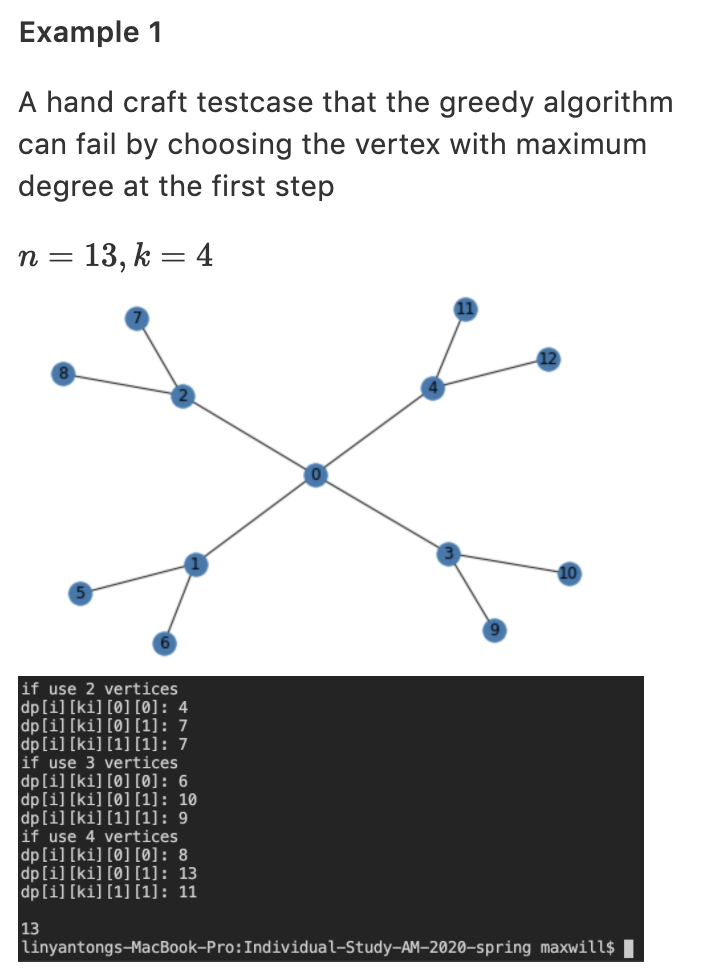 Example 1
A hand craft testcase that the greedy algorithm
can fail by choosing the vertex with maximum
degree at the first step
n = 13, k = 4
11
7
12
8
4
2
0
3
1
10
5
9
6
if use 2 vertices
dp[i][ki][0][0]: 4
dp[i][ki][0][1]: 7
dp[i][ki][1][1]: 7
if use 3 vertices
dp[i][ki][0][0]: 6
dp[i][ki][0][1]: 10
dp[i][ki][1][1]: 9
if use 4 vertices
dp[i][ki][0][0]: 8
dp[i][ki][0][1]: 13
dp[i][ki][1][1]: 11
13
linyantongs-MacBook-Pro:Individual-Study-AM-2020-spring maxwill$